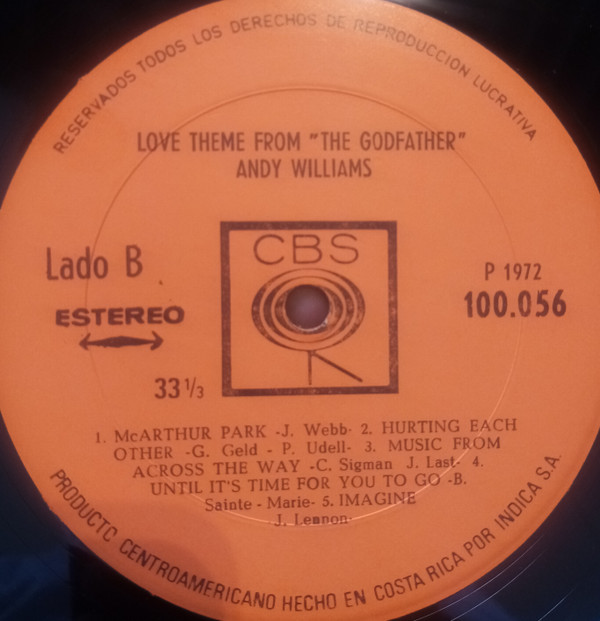 RESERVADOS TODOS LOS DERECHOS DE REPRODUCCION LUCRATIVA
LOVE THEME FROM "THE GODFATHER"
ANDY WILLIAMS
CBS
Lado B
P 1972
ESTEREO
100.056
33 1/3
1. McARTHUR PARK -J. Webb- 2. HURTING EACH
OTHER -G. Geld - P. Udell- 3. MUSIC FROM
ACROSS THE WAY -C. Sigman J. Last- 4.
UNTIL IT'S TIME FOR YOU TO GO -B.
Sainte - Marie- 5. IMAGINE
J. Lennon-
PRODUCTO CENTROAMERICANO HECHO EN COSTA RICA POR INDICA S.A.